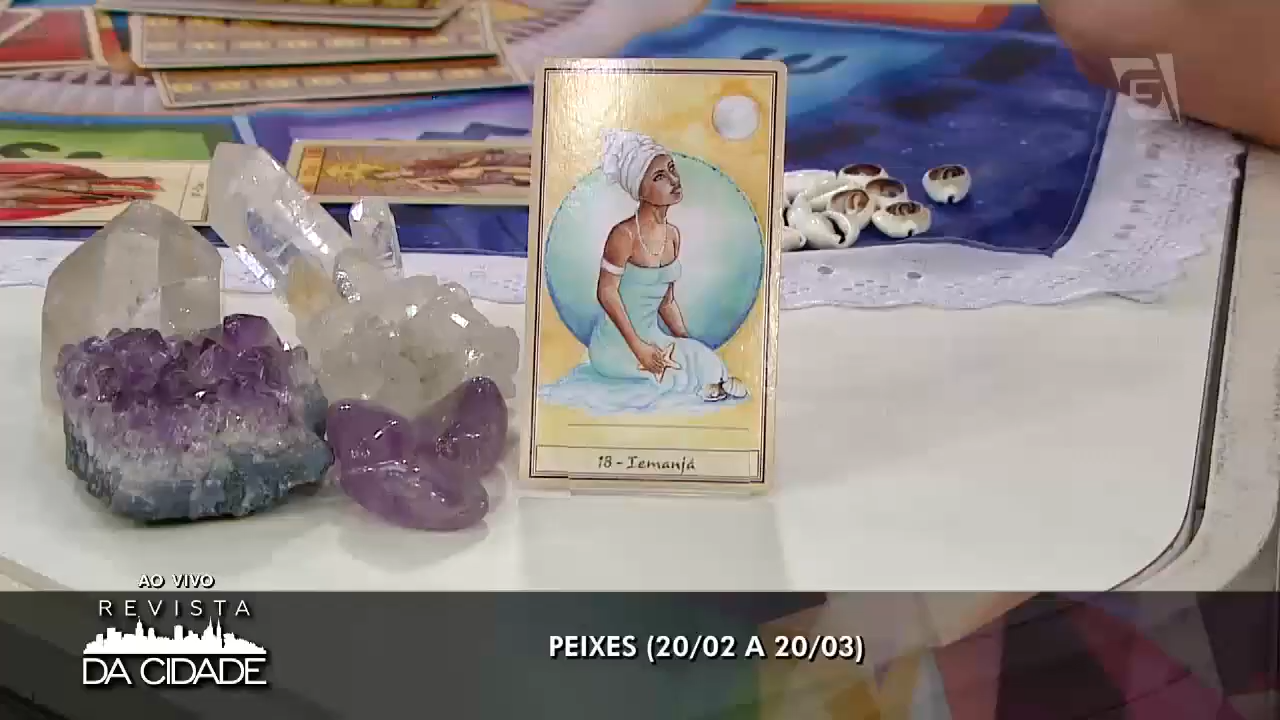 18 - Iemanjá
AO VIVO
REVISTA
DA CIDADE
PEIXES (20/02 A 20/03)